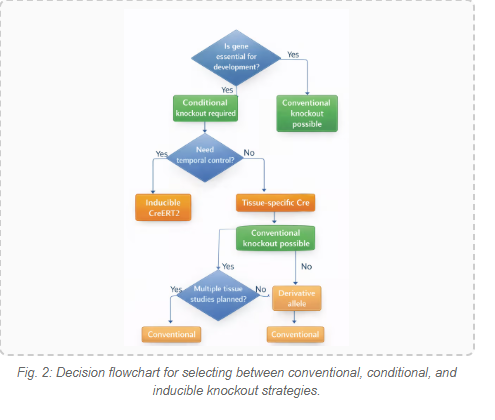 Is gene
essential for
development?
Yes
Yes
Conventional
knockout
possible
Conditional
knockout required
Need
temporal control?
Yes
No
Inducible
CreERT2
Tissue-specific Cre
Conventional
knockout possible
Yes
No
Yes
Multiple tissue
studies planned?
No
Derivative
allele
Conventional
Conventional
Fig. 2: Decision flowchart for selecting between conventional, conditional, and
inducible knockout strategies.